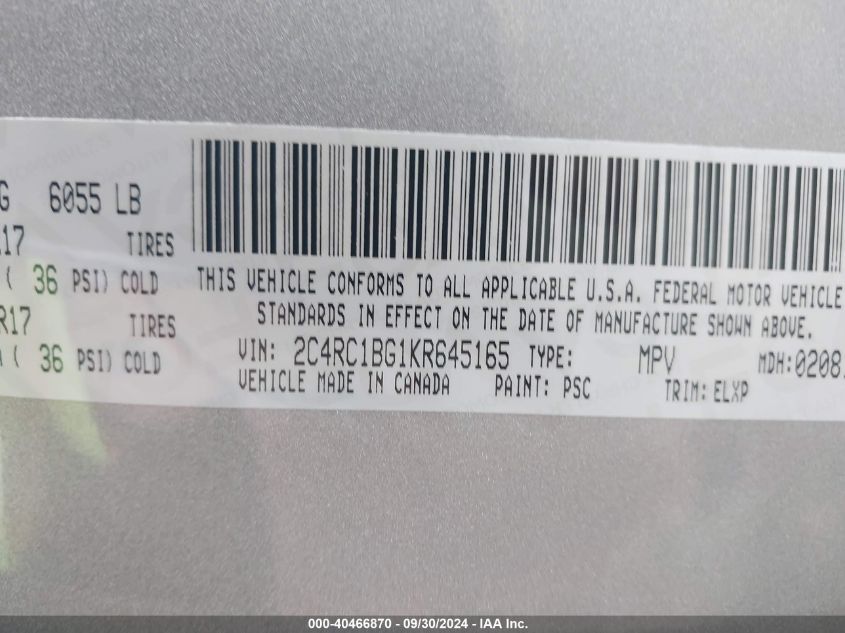 G 6055 LB
R17 TIRES
( 36 PSI) COLD
R17 TIRES
( 36 PSI) COLD
THIS VEHICLE CONFORMS TO ALL APPLICABLE U.S.A. FEDERAL MOTOR VEHICLE
STANDARDS IN EFFECT ON THE DATE OF MANUFACTURE SHOWN ABOVE.
VIN: 2C4RC1BG1KR645165 TYPE: MPV MDH:0208
VEHICLE MADE IN CANADA PAINT: PSC TRIM: ELXP
000-40466870 - 09/30/2024 - IAA Inc.